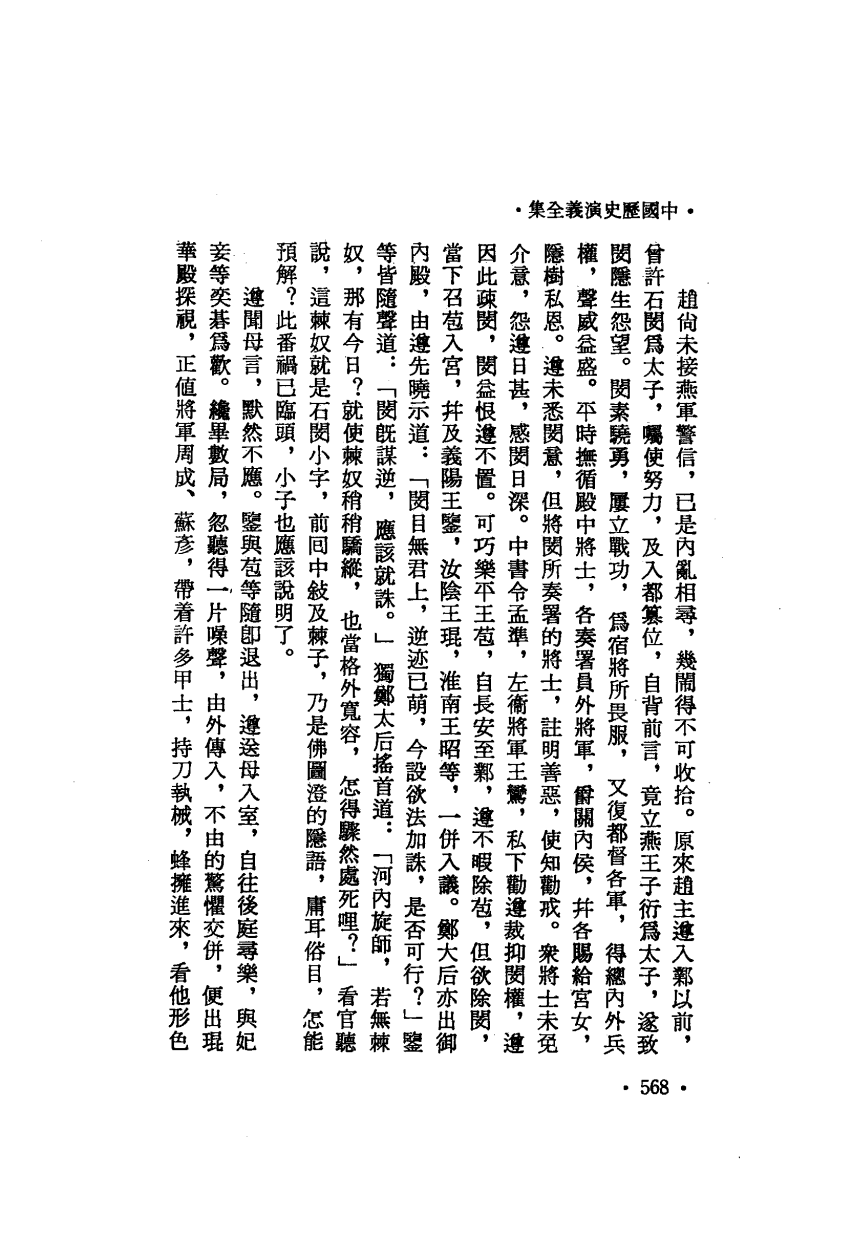 •中國歷史演義全集•
趙尙未接燕軍警信，已是內亂相尋，幾鬧得不可收拾。原來趙主遵入鄴以前，
曾許石閔爲太子，囑使努力，及入都篡位，自背前言，竟立燕王子衍爲太子，遂致
閔隱生怨望。閔素驍勇，屢立戰功，爲宿將所畏服，又復都督各軍，得總內外兵
權，聲威益盛。平時撫循殿中將士，各奏署員外將軍，爵關內侯，幷各賜給宮女，
隱樹私恩。遵未悉閔意，但將閔所奏署的將士，註明善惡，使知勸戒。衆將士未免
介意，怨遵日甚，感閔日深。中書令孟準，左衞將軍王鸞，私下勸遵裁抑閔權，遵
因此疎閔，閔益恨遵不置。可巧樂平王苞，自長安至鄴，遵不暇除苞，但欲除閔，
當下召苞入宮，幷及義陽王鑒，汝陰王琨，淮南王昭等，一併入議。鄭大后亦出御
內殿，由遵先曉示道：「閔目無君上，逆迹已萌，今設欲法加誅，是否可行？」鑒
等皆隨聲道：「閔旣謀逆，應該就誅。」獨鄭太后搖首道：「河內旋師，若無棘
奴，那有今日？就使棘奴稍稍驕縱，也當格外寬容，怎得驟然處死哩？」看官聽
說，這棘奴就是石閔小字，前回中敍及棘子，乃是佛圖澄的隱語，庸耳俗目，怎能
預解？此番禍已臨頭，小子也應該說明了。
遵聞母言，默然不應。鑒與苞等隨卽退出，遵送母入室，自往後庭尋樂，與妃
妾等奕碁爲歡。纔畢數局，忽聽得一片噪聲，由外傳入，不由的驚懼交併，便出琨
華殿探視，正值將軍周成、蘇彥，帶着許多甲士，持刀執械，蜂擁進來，看他形色
•568•